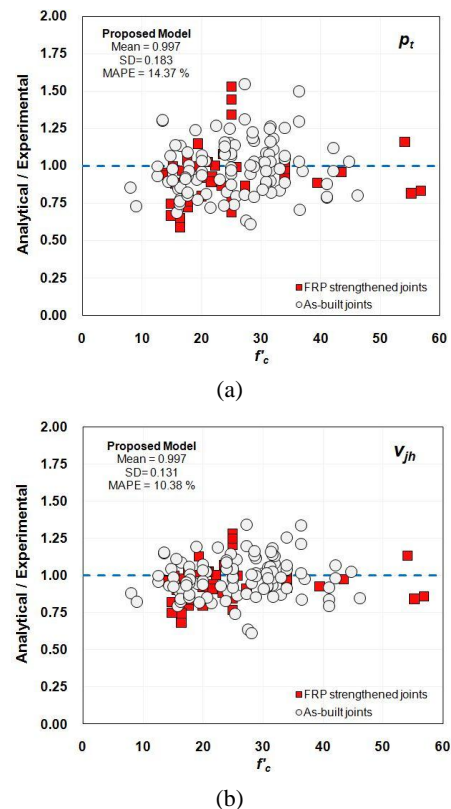 2.00
Proposed Model
Mean = 0.997
SD= 0.183
MAPE = 14.37 %
p_t
1.75
1.50
1.25
1.00
0.75
0.50
0.25
0.00
Analytical / Experimental
FRP strengthened joints
As-built joints
0 10 20 30 40 50 60
f'_c
(a)
2.00
Proposed Model
Mean = 0.997
SD= 0.131
MAPE = 10.38 %
v_jh
1.75
1.50
1.25
1.00
0.75
0.50
0.25
0.00
Analytical / Experimental
FRP strengthened joints
As-built joints
0 10 20 30 40 50 60
f'_c
(b)